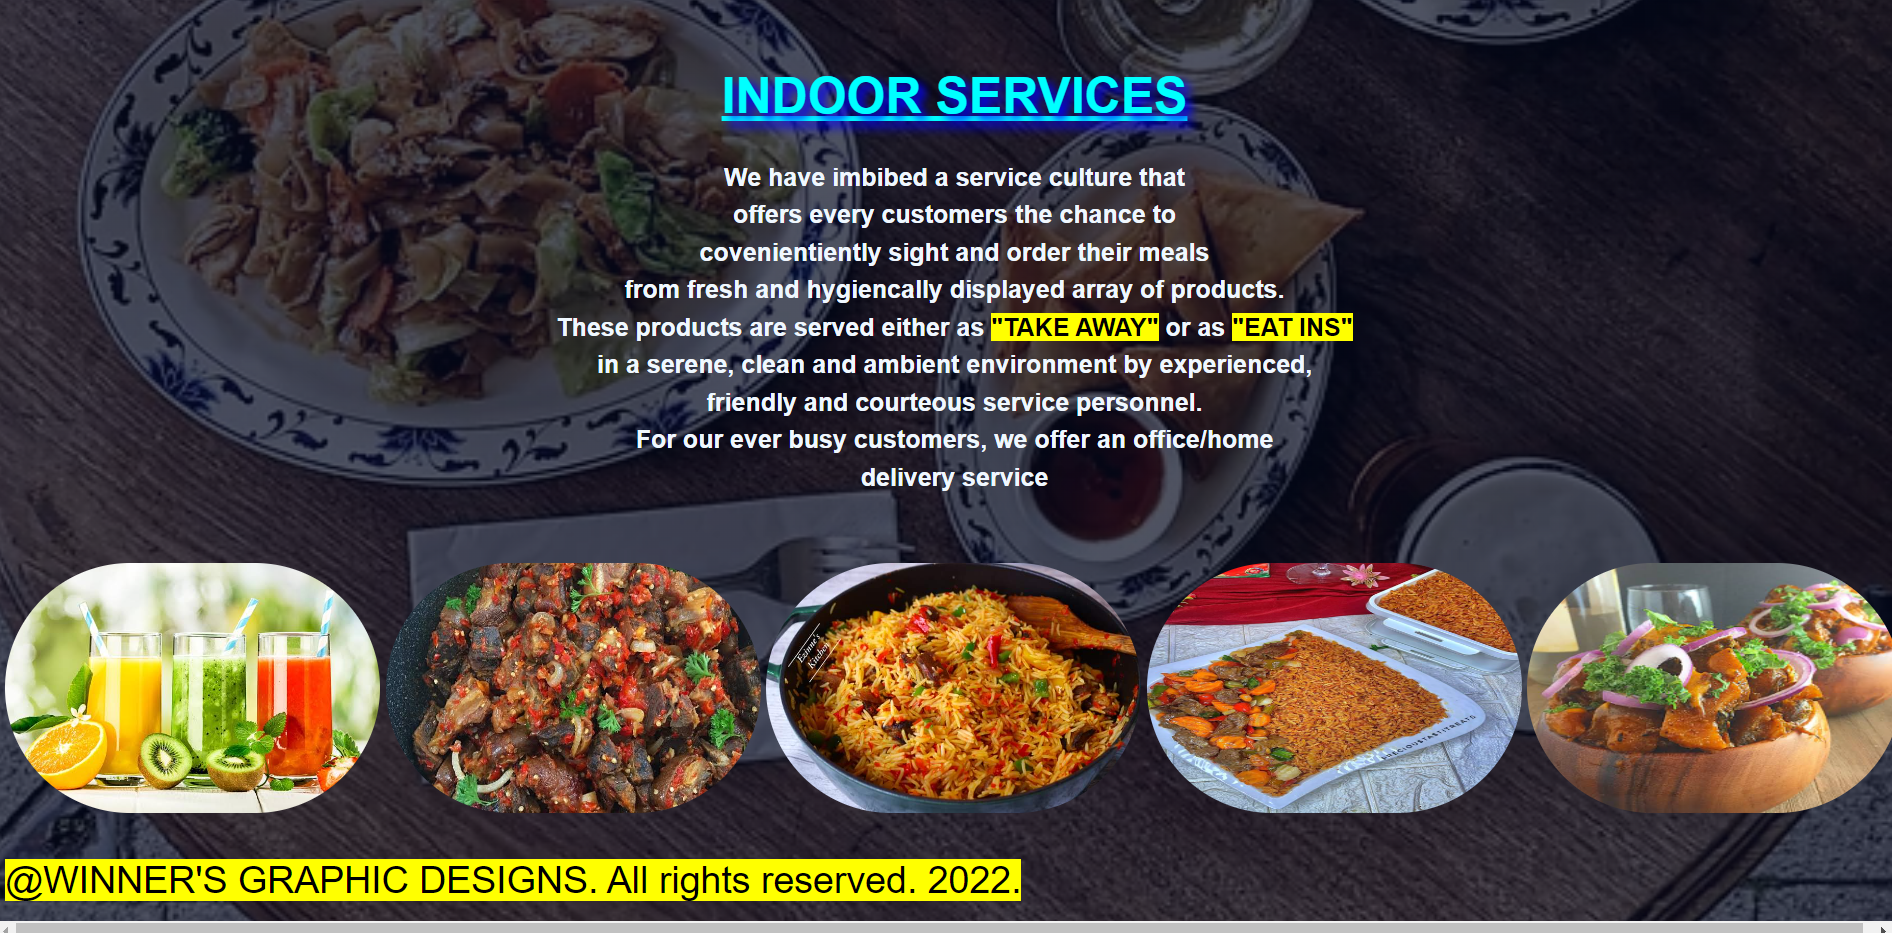 INDOOR SERVICES
We have imbibed a service culture that
offers every customers the chance to
covenientiently sight and order their meals
from fresh and hygiencally displayed array of products.
These products are served either as "TAKE AWAY" or as "EAT INS"
in a serene, clean and ambient environment by experienced,
friendly and courteous service personnel.
For our ever busy customers, we offer an office/home
delivery service
Kitchen
@WINNER'S GRAPHIC DESIGNS. All rights reserved. 2022.